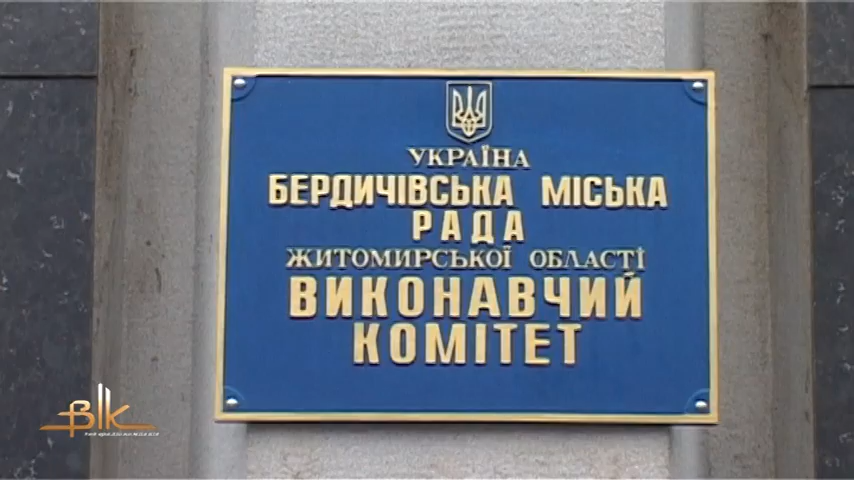 УКРАЇНА
БЕРДИЧІВСЬКА МІСЬКА
РАДА
ЖИТОМИРСЬКОЇ ОБЛАСТІ
ВИКОНАВЧИЙ
КОМІТЕТ
ВІК